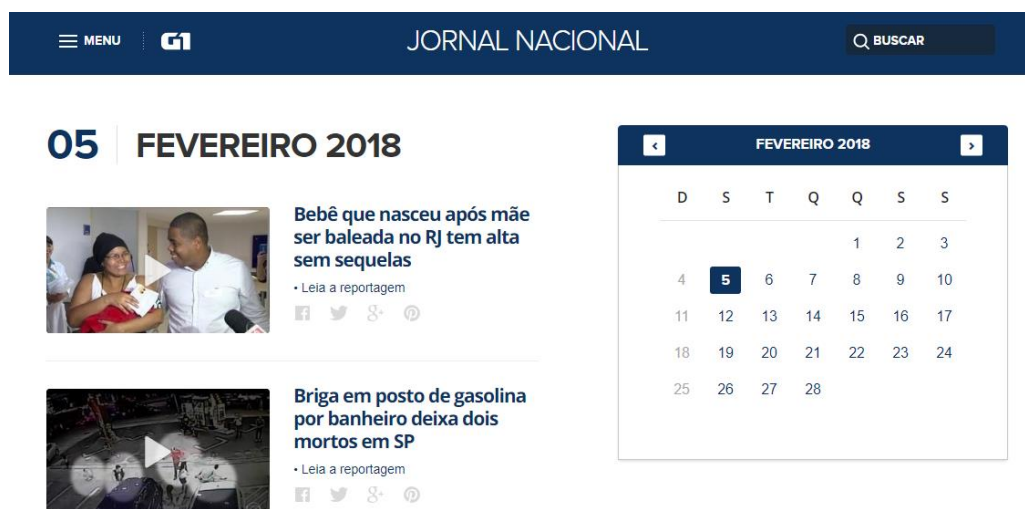 MENU G1 JORNAL NACIONAL BUSCAR
05 FEVEREIRO 2018
Bebê que nasceu após mãe
ser baleada no RJ tem alta
sem sequelas
• Leia a reportagem
Briga em posto de gasolina
por banheiro deixa dois
mortos em SP
• Leia a reportagem
FEVEREIRO 2018
D S T Q Q S S
1 2 3
4 5 6 7 8 9 10
11 12 13 14 15 16 17
18 19 20 21 22 23 24
25 26 27 28